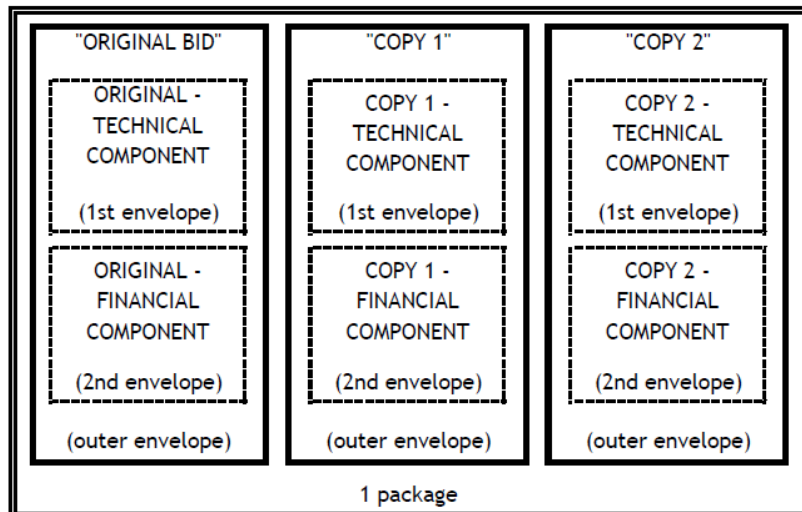 "ORIGINAL BID"
ORIGINAL -
TECHNICAL
COMPONENT
(1st envelope)
ORIGINAL -
FINANCIAL
COMPONENT
(2nd envelope)
(outer envelope)
"COPY 1"
COPY 1 -
TECHNICAL
COMPONENT
(1st envelope)
COPY 1 -
FINANCIAL
COMPONENT
(2nd envelope)
(outer envelope)
"COPY 2"
COPY 2 -
TECHNICAL
COMPONENT
(1st envelope)
COPY 2 -
FINANCIAL
COMPONENT
(2nd envelope)
(outer envelope)
1 package